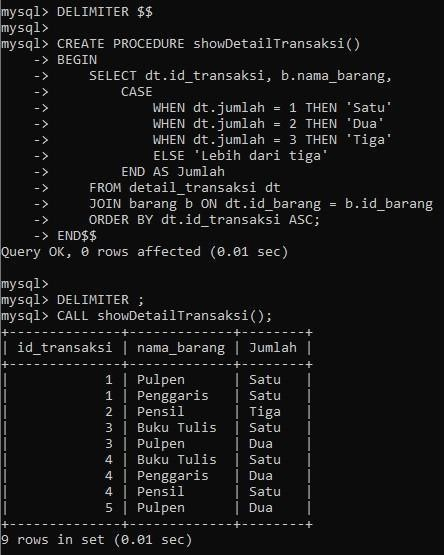 mysql> DELIMITER $$
mysql>
mysql> CREATE PROCEDURE showDetailTransaksi()
    -> BEGIN
    ->     SELECT dt.id_transaksi, b.nama_barang,
    ->         CASE
    ->             WHEN dt.jumlah = 1 THEN 'Satu'
    ->             WHEN dt.jumlah = 2 THEN 'Dua'
    ->             WHEN dt.jumlah = 3 THEN 'Tiga'
    ->             ELSE 'Lebih dari tiga'
    ->         END AS Jumlah
    ->     FROM detail_transaksi dt
    ->     JOIN barang b ON dt.id_barang = b.id_barang
    ->     ORDER BY dt.id_transaksi ASC;
    -> END$$
Query OK, 0 rows affected (0.01 sec)
mysql>
mysql> DELIMITER ;
mysql> CALL showDetailTransaksi();
+--------------+-------------+--------+
| id_transaksi | nama_barang | Jumlah |
+--------------+-------------+--------+
|            1 | Pulpen      | Satu   |
|            1 | Penggaris   | Satu   |
|            2 | Pensil      | Tiga   |
|            3 | Buku Tulis  | Satu   |
|            3 | Pulpen      | Dua    |
|            4 | Buku Tulis  | Satu   |
|            4 | Penggaris   | Dua    |
|            4 | Pensil      | Satu   |
|            5 | Pulpen      | Dua    |
+--------------+-------------+--------+
9 rows in set (0.01 sec)